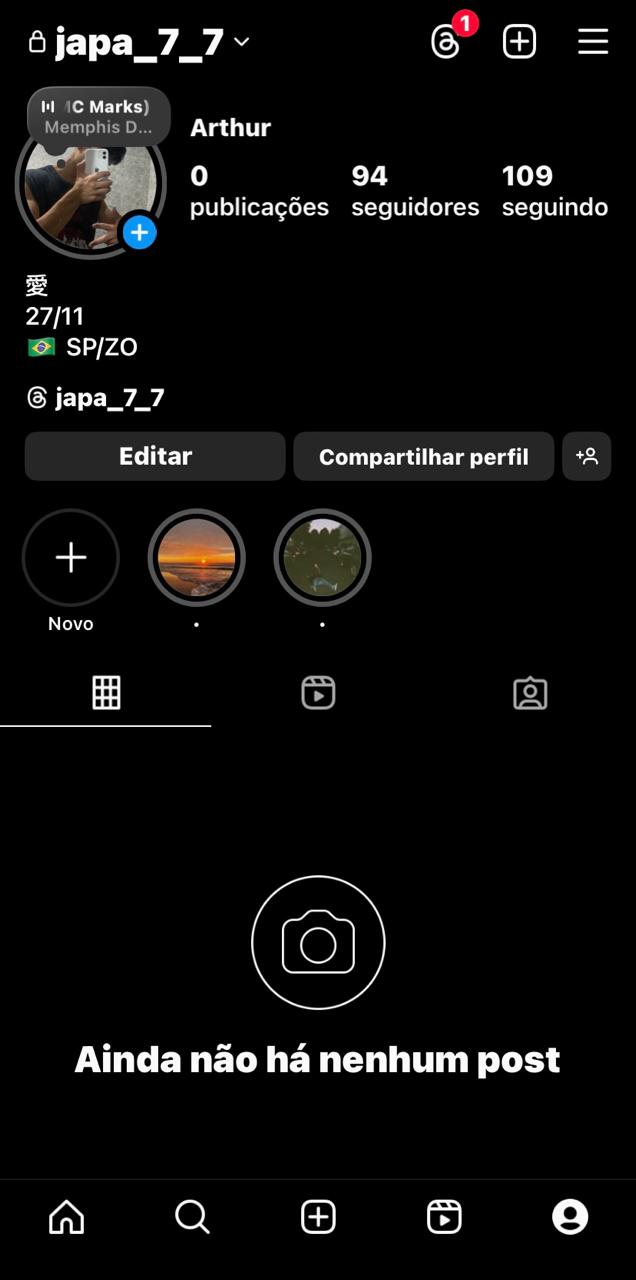 japa_7_7
1
C Marks)
Memphis D...
Arthur
0 94 109
publicações seguidores seguindo
愛
27/11
🇧🇷 SP/ZO
japa_7_7
Editar Compartilhar perfil
Novo • •
Ainda não há nenhum post